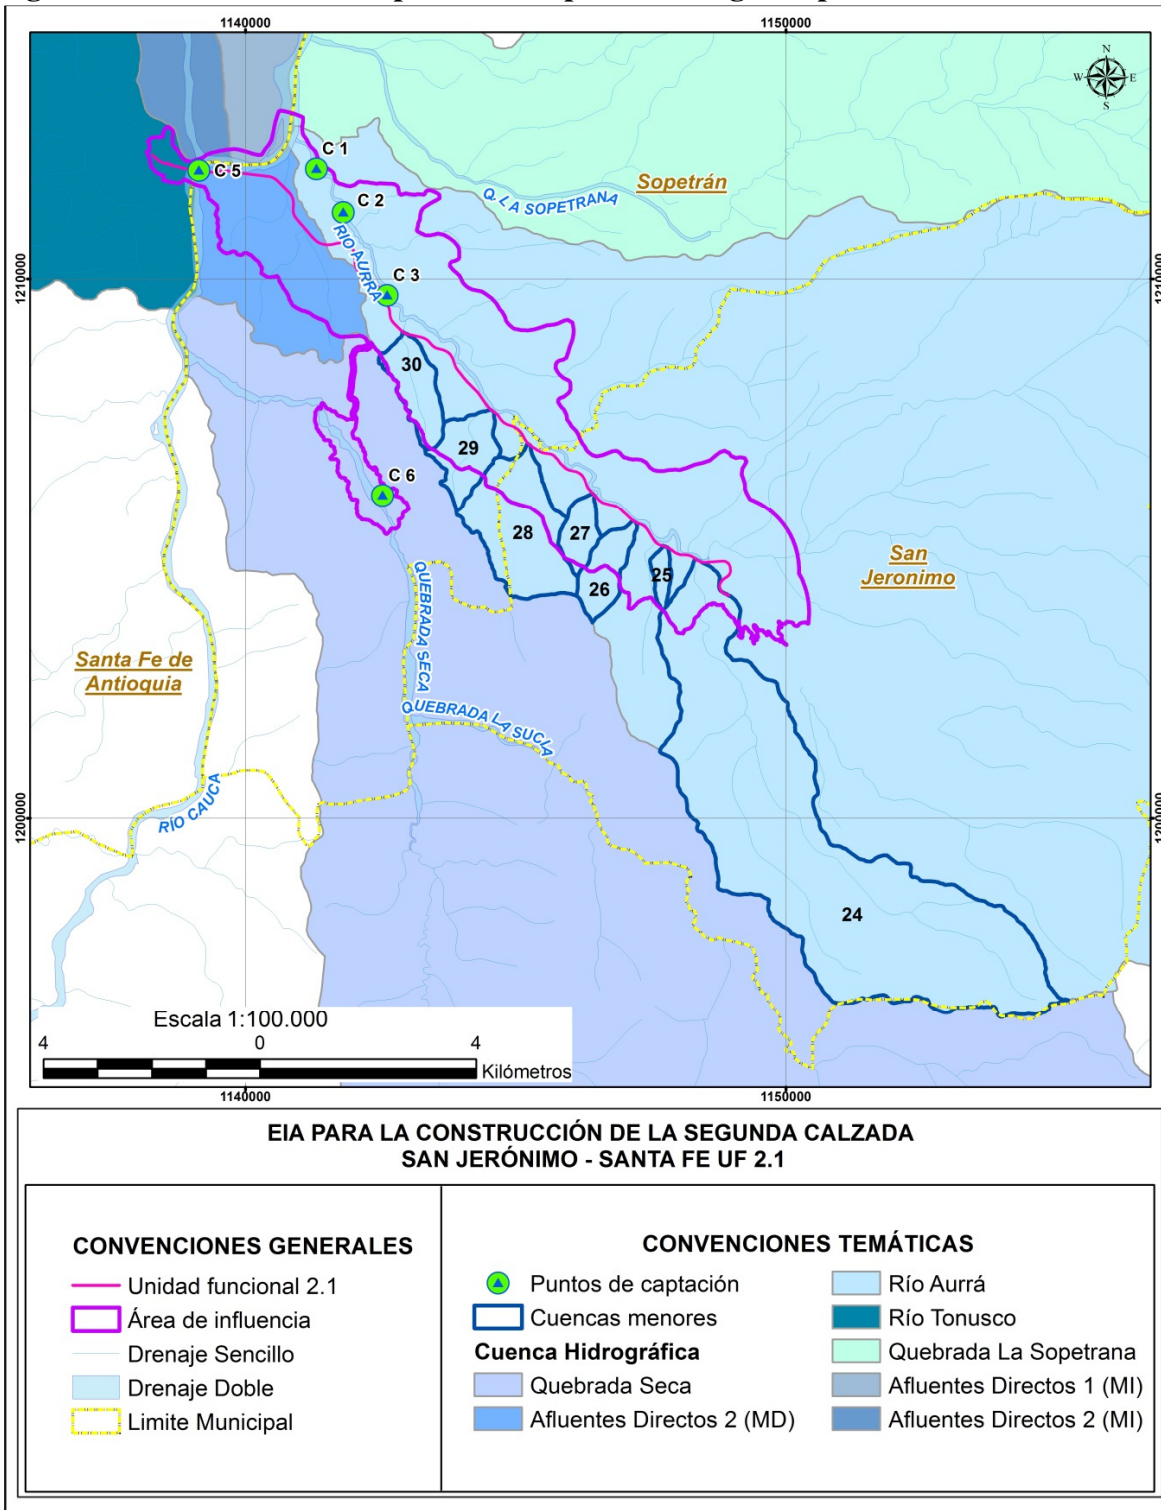 1140000
1150000
N
W E
S
C 1
C 5
C 2
Sopetrán
Q. LA SOPETRANA
RÍO AURRA
C 3
1210000
1210000
30
29
C 6
28
27
26
25
San
Jeronimo
QUEBRADA SECA
Santa Fe de
Antioquia
QUEBRADA LA SUCIA
RÍO CAUCA
1200000
1200000
24
Escala 1:100.000
4 0 4
Kilómetros
1140000
1150000
EIA PARA LA CONSTRUCCIÓN DE LA SEGUNDA CALZADA
SAN JERÓNIMO - SANTA FE UF 2.1
CONVENCIONES GENERALES
Unidad funcional 2.1
Área de influencia
Drenaje Sencillo
Drenaje Doble
Limite Municipal
CONVENCIONES TEMÁTICAS
Puntos de captación
Cuencas menores
Cuenca Hidrográfica
Quebrada Seca
Afluentes Directos 2 (MD)
Río Aurrá
Río Tonusco
Quebrada La Sopetrana
Afluentes Directos 1 (MI)
Afluentes Directos 2 (MI)